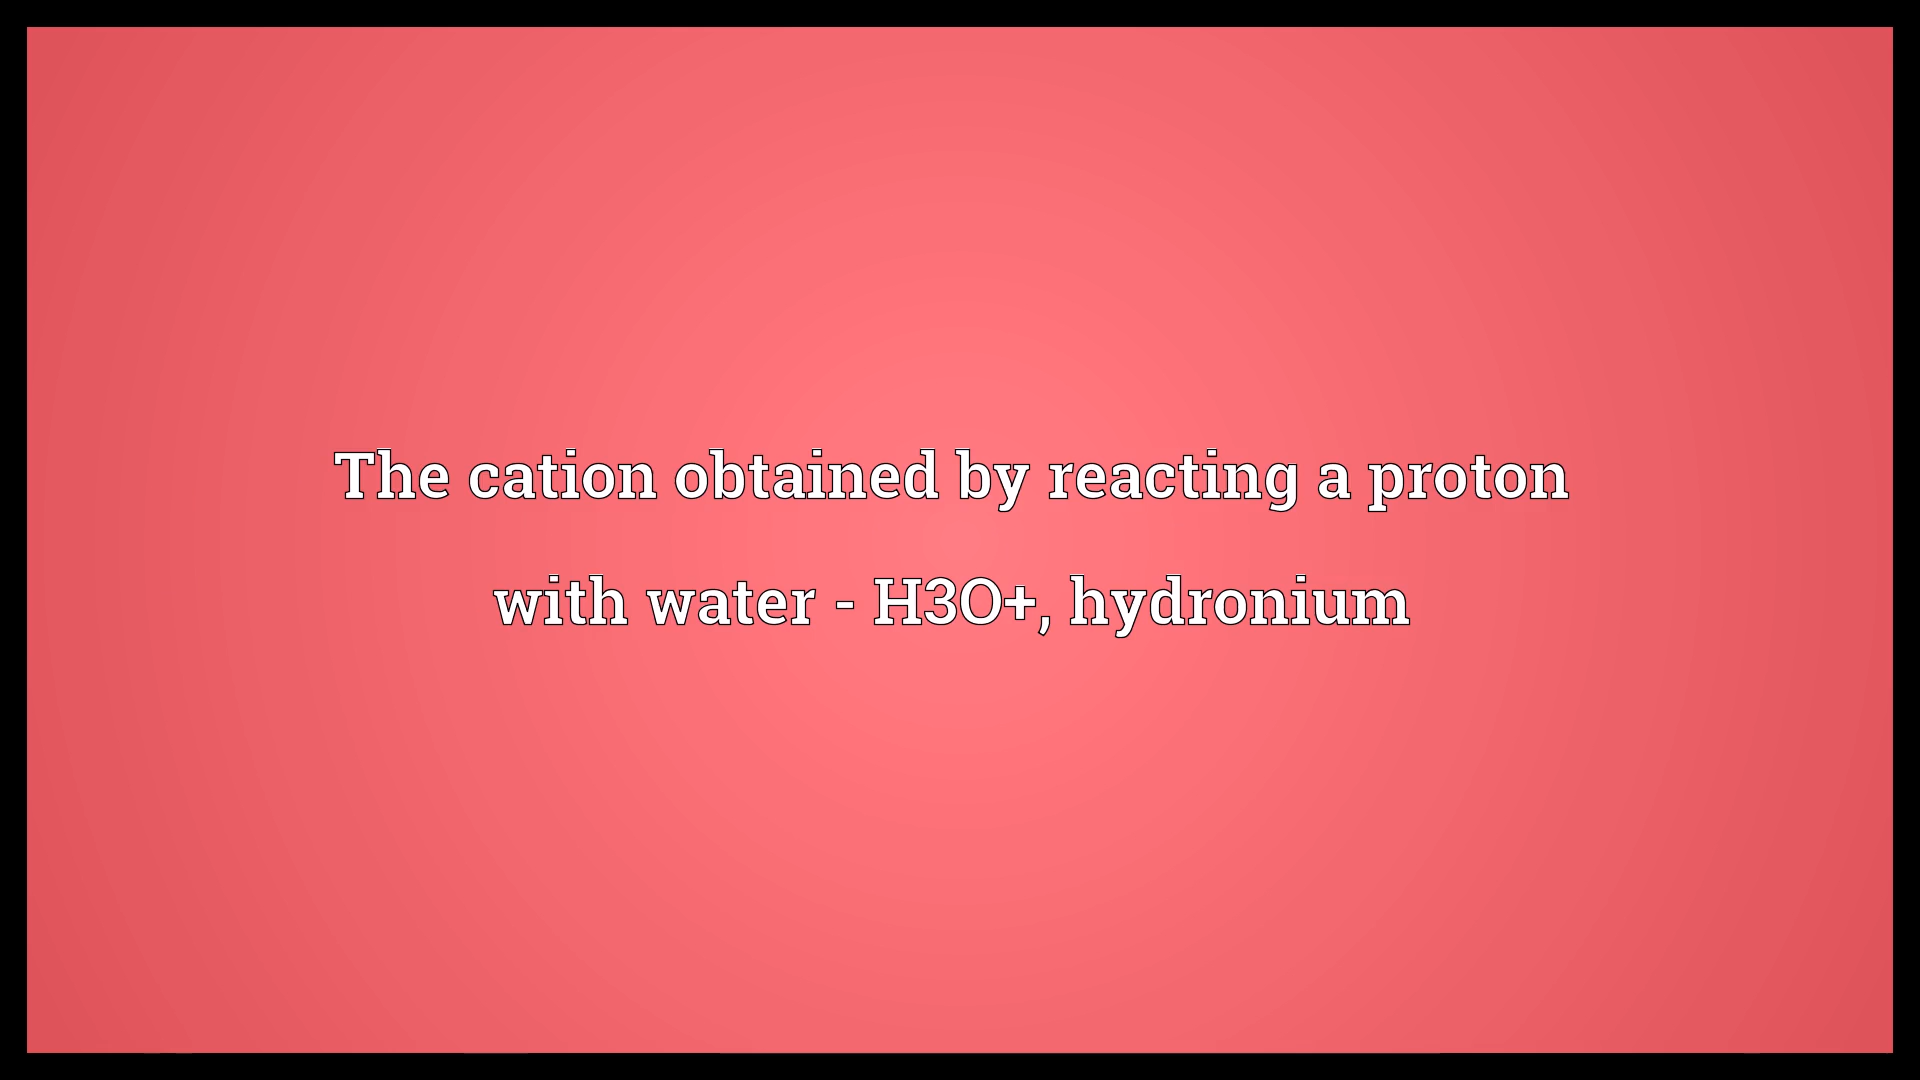 The cation obtained by reacting a proton
with water - H3O+, hydronium